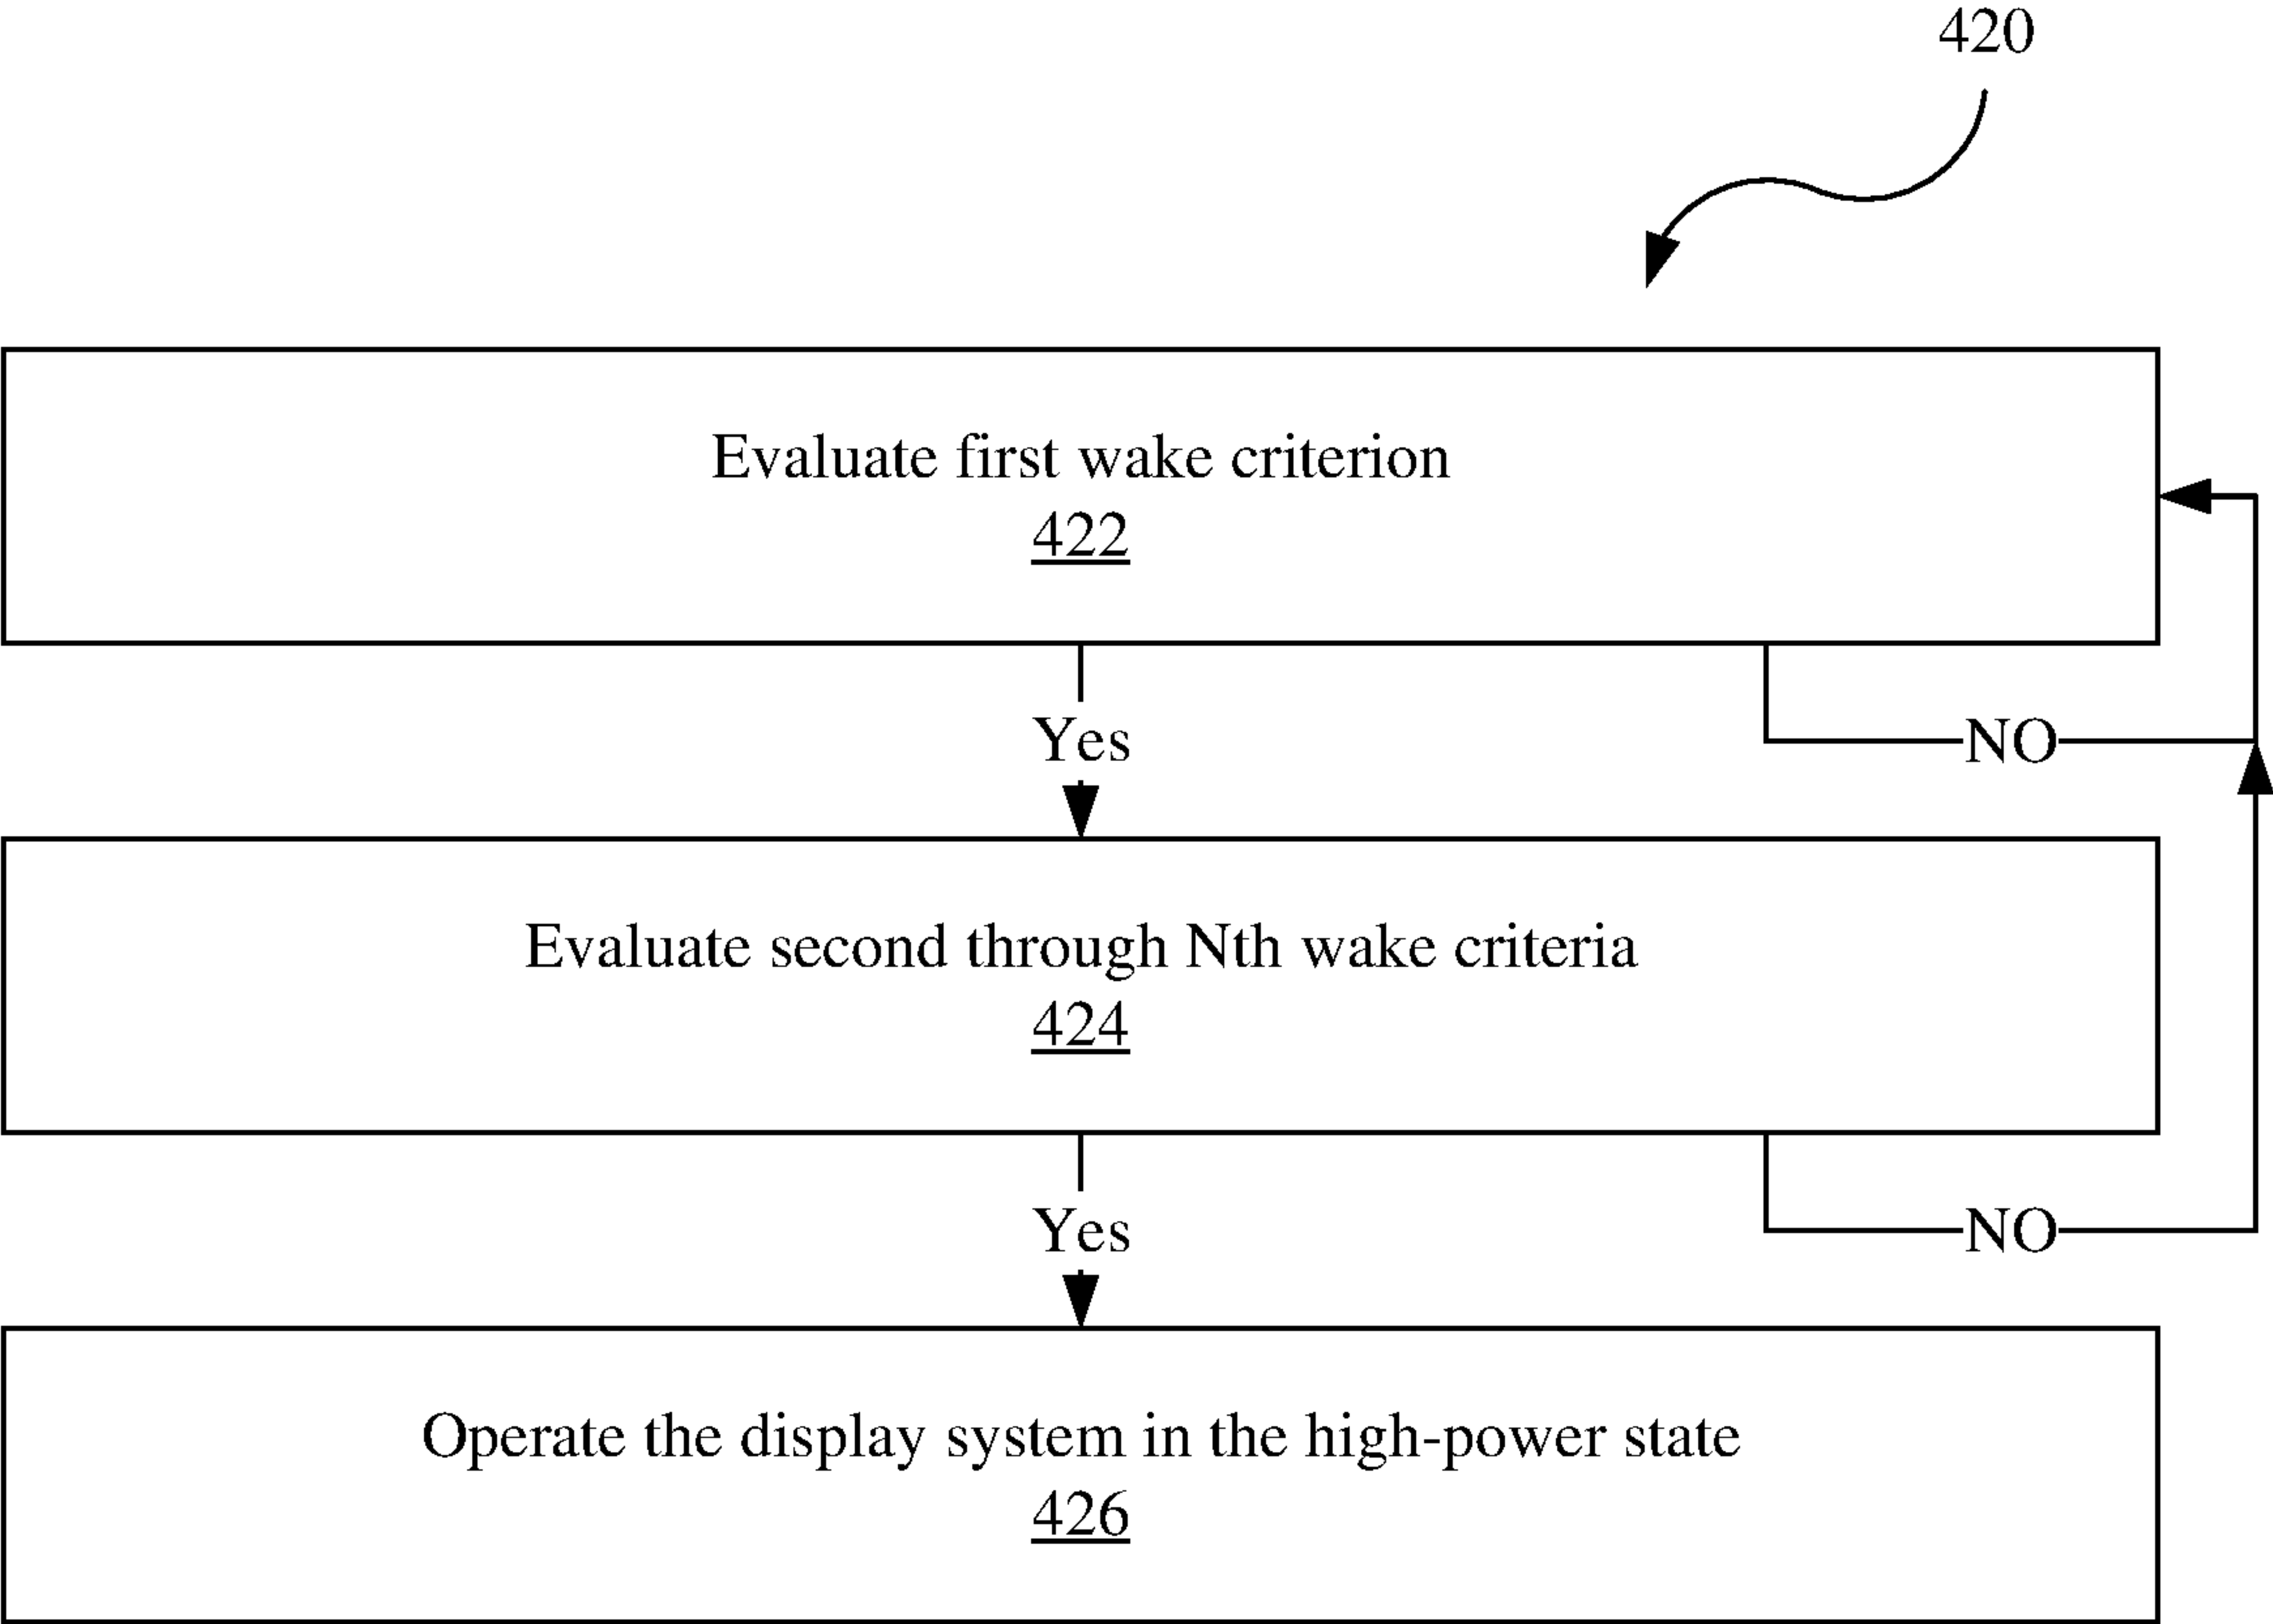 420
Evaluate first wake criterion
422
Yes
NO
Evaluate second through Nth wake criteria
424
Yes
NO
Operate the display system in the high-power state
426